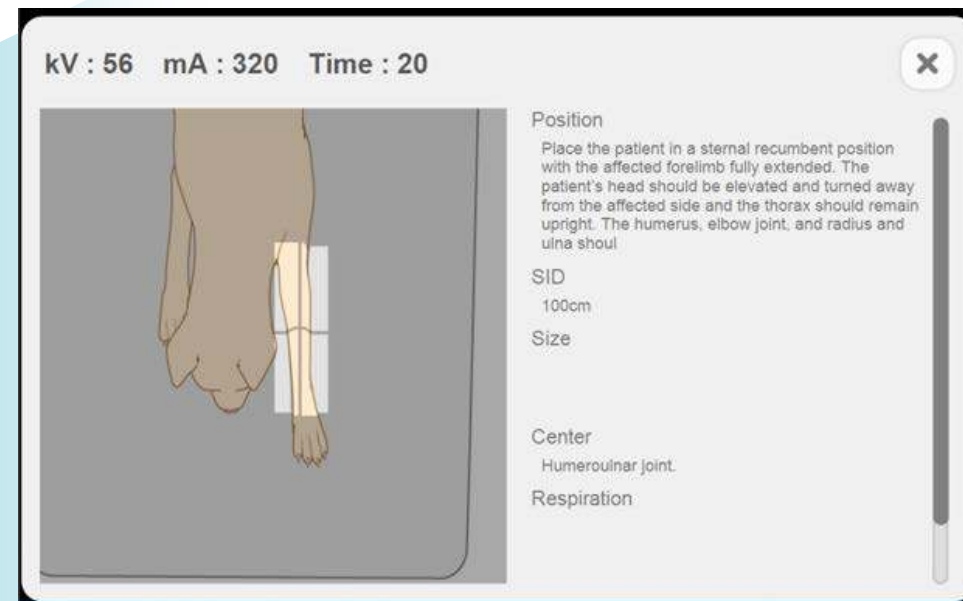 kV : 56 mA : 320 Time : 20
Position
Place the patient in a sternal recumbent position
with the affected forelimb fully extended. The
patient's head should be elevated and turned away
from the affected side and the thorax should remain
upright. The humerus, elbow joint, and radius and
ulna shoul
SID
100cm
Size
Center
Humeroulnar joint.
Respiration